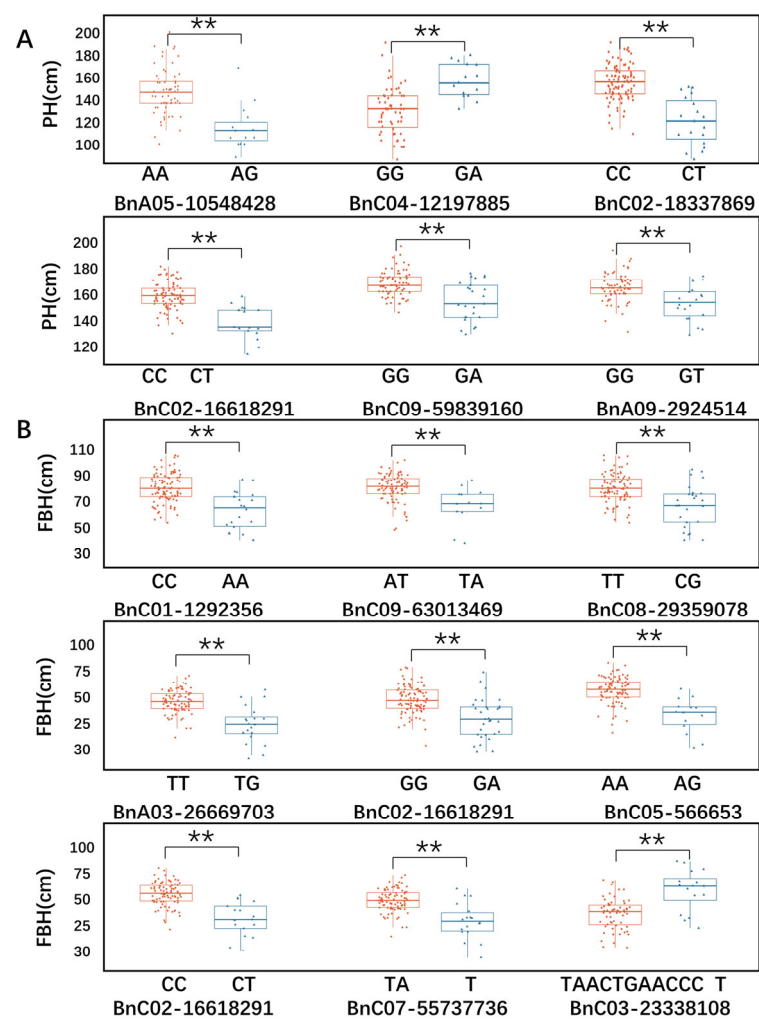 A
PH(cm)
200
180
160
140
120
100
** ** **
AA AG GG GA CC CT
BnA05-10548428 BnC04-12197885 BnC02-18337869
PH(cm)
200
180
160
140
120
** ** **
CC CT GG GA GG GT
BnC02-16618291 BnC09-59839160 BnA09-2924514
B
FBH(cm)
110
90
70
50
30
** ** **
CC AA AT TA TT CG
BnC01-1292356 BnC09-63013469 BnC08-29359078
FBH(cm)
100
75
50
25
30
** ** **
TT TG GG GA AA AG
BnA03-26669703 BnC02-16618291 BnC05-566653
FBH(cm)
100
75
50
25
30
** ** **
CC CT TA T TAACTGAACCC T
BnC02-16618291 BnC07-55737736 BnC03-23338108